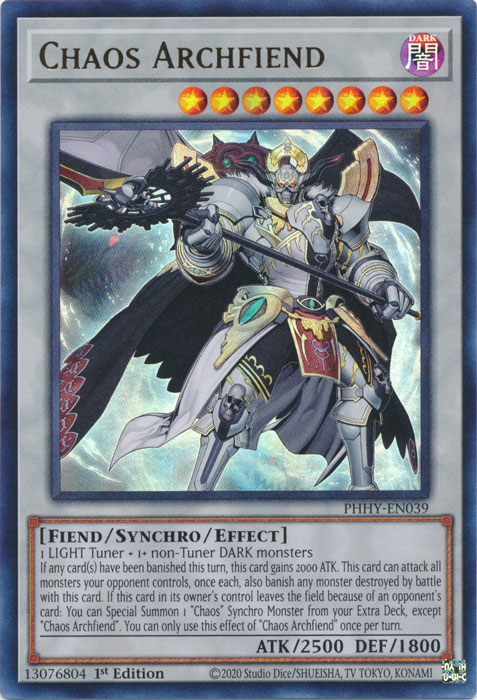 CHAOS ARCHFIEND
DARK
闇
PHHY-EN039
[FIEND/SYNCHRO/EFFECT]
1 LIGHT Tuner + 1+ non-Tuner DARK monsters
If any card(s) have been banished this turn, this card gains 2000 ATK. This card can attack all
monsters your opponent controls, once each, also banish any monster destroyed by battle
with this card. If this card in its owner's control leaves the field because of an opponent's
card: You can Special Summon 1 "Chaos" Synchro Monster from your Extra Deck, except
"Chaos Archfiend". You can only use this effect of "Chaos Archfiend" once per turn.
ATK/2500 DEF/1800
13076804 1st Edition ©2020 Studio Dice/SHUEISHA, TV TOKYO, KONAMI